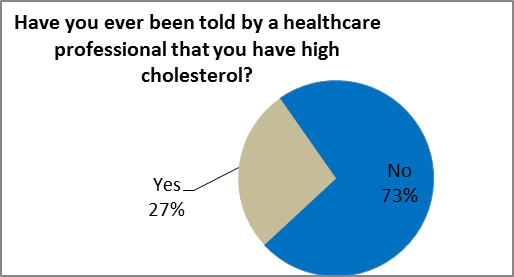 Have you ever been told by a healthcare
professional that you have high
cholesterol?
No
73%
Yes
27%